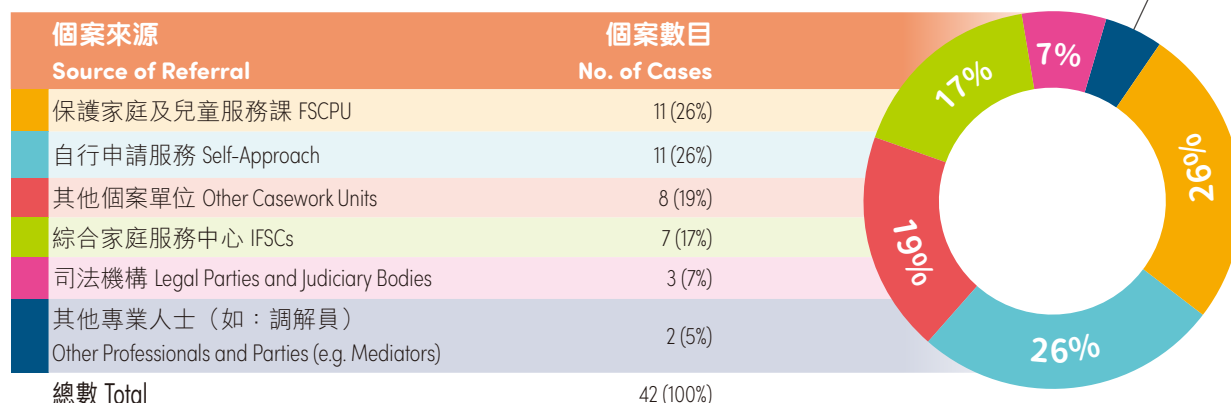 個案來源 個案數目
Source of Referral No. of Cases
保護家庭及兒童服務課 FSCPU 11 (26%)
自行申請服務 Self-Approach 11 (26%)
其他個案單位 Other Casework Units 8 (19%)
綜合家庭服務中心 IFSCs 7 (17%)
司法機構 Legal Parties and Judiciary Bodies 3 (7%)
其他專業人士（如：調解員）
Other Professionals and Parties (e.g. Mediators) 2 (5%)
總數 Total 42 (100%)
7%
17%
26%
19%
26%